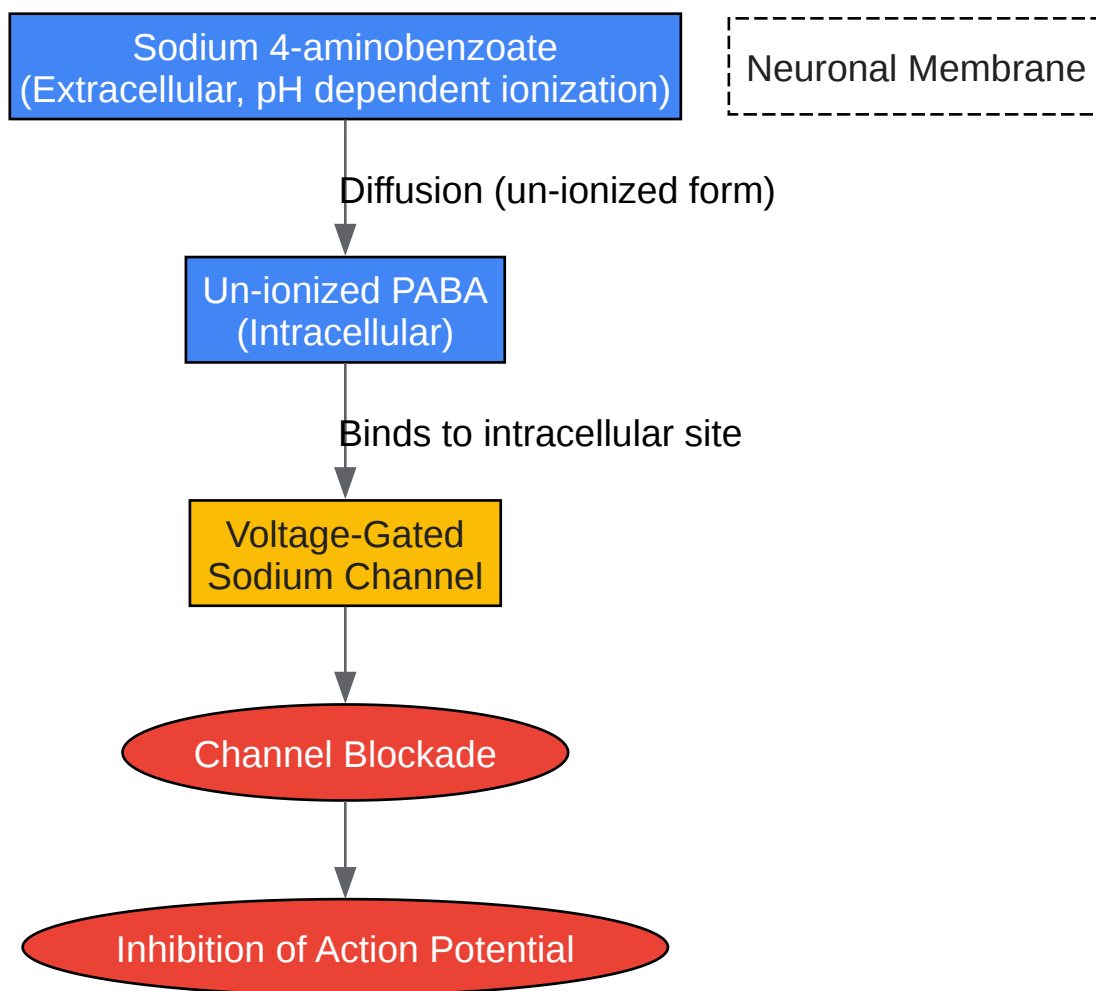 Sodium 4-aminobenzoate
(Extracellular, pH dependent ionization)
Neuronal Membrane
Diffusion (un-ionized form)
Un-ionized PABA
(Intracellular)
Binds to intracellular site
Voltage-Gated
Sodium Channel
Channel Blockade
Inhibition of Action Potential